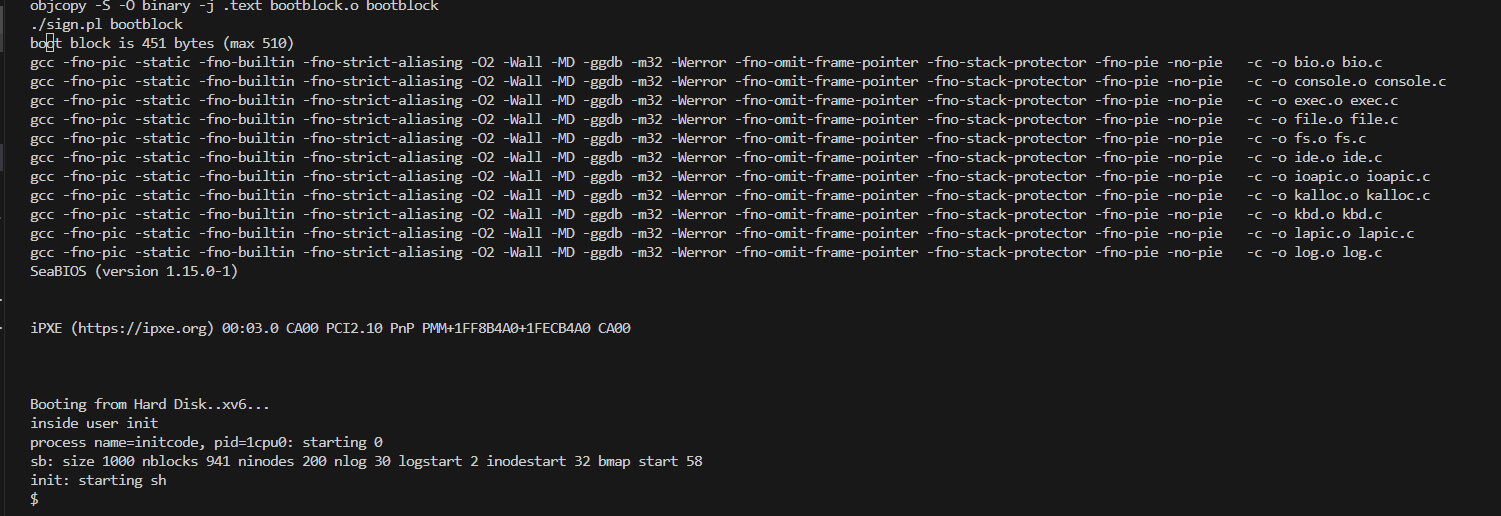 objcopy -S -O binary -j .text bootblock.o bootblock
./sign.pl bootblock
boot block is 451 bytes (max 510)
gcc -fno-pic -static -fno-builtin -fno-strict-aliasing -O2 -Wall -MD -ggdb -m32 -Werror -fno-omit-frame-pointer -fno-stack-protector -fno-pie -no-pie   -c -o bio.o bio.c
gcc -fno-pic -static -fno-builtin -fno-strict-aliasing -O2 -Wall -MD -ggdb -m32 -Werror -fno-omit-frame-pointer -fno-stack-protector -fno-pie -no-pie   -c -o console.o console.c
gcc -fno-pic -static -fno-builtin -fno-strict-aliasing -O2 -Wall -MD -ggdb -m32 -Werror -fno-omit-frame-pointer -fno-stack-protector -fno-pie -no-pie   -c -o exec.o exec.c
gcc -fno-pic -static -fno-builtin -fno-strict-aliasing -O2 -Wall -MD -ggdb -m32 -Werror -fno-omit-frame-pointer -fno-stack-protector -fno-pie -no-pie   -c -o file.o file.c
gcc -fno-pic -static -fno-builtin -fno-strict-aliasing -O2 -Wall -MD -ggdb -m32 -Werror -fno-omit-frame-pointer -fno-stack-protector -fno-pie -no-pie   -c -o fs.o fs.c
gcc -fno-pic -static -fno-builtin -fno-strict-aliasing -O2 -Wall -MD -ggdb -m32 -Werror -fno-omit-frame-pointer -fno-stack-protector -fno-pie -no-pie   -c -o ide.o ide.c
gcc -fno-pic -static -fno-builtin -fno-strict-aliasing -O2 -Wall -MD -ggdb -m32 -Werror -fno-omit-frame-pointer -fno-stack-protector -fno-pie -no-pie   -c -o ioapic.o ioapic.c
gcc -fno-pic -static -fno-builtin -fno-strict-aliasing -O2 -Wall -MD -ggdb -m32 -Werror -fno-omit-frame-pointer -fno-stack-protector -fno-pie -no-pie   -c -o kalloc.o kalloc.c
gcc -fno-pic -static -fno-builtin -fno-strict-aliasing -O2 -Wall -MD -ggdb -m32 -Werror -fno-omit-frame-pointer -fno-stack-protector -fno-pie -no-pie   -c -o kbd.o kbd.c
gcc -fno-pic -static -fno-builtin -fno-strict-aliasing -O2 -Wall -MD -ggdb -m32 -Werror -fno-omit-frame-pointer -fno-stack-protector -fno-pie -no-pie   -c -o lapic.o lapic.c
gcc -fno-pic -static -fno-builtin -fno-strict-aliasing -O2 -Wall -MD -ggdb -m32 -Werror -fno-omit-frame-pointer -fno-stack-protector -fno-pie -no-pie   -c -o log.o log.c
SeaBIOS (version 1.15.0-1)
iPXE (https://ipxe.org) 00:03.0 CA00 PCI2.10 PnP PMM+1FF8B4A0+1FECB4A0 CA00
Booting from Hard Disk..xv6...
inside user init
process name=initcode, pid=1cpu0: starting 0
sb: size 1000 nblocks 941 ninodes 200 nlog 30 logstart 2 inodestart 32 bmap start 58
init: starting sh
$